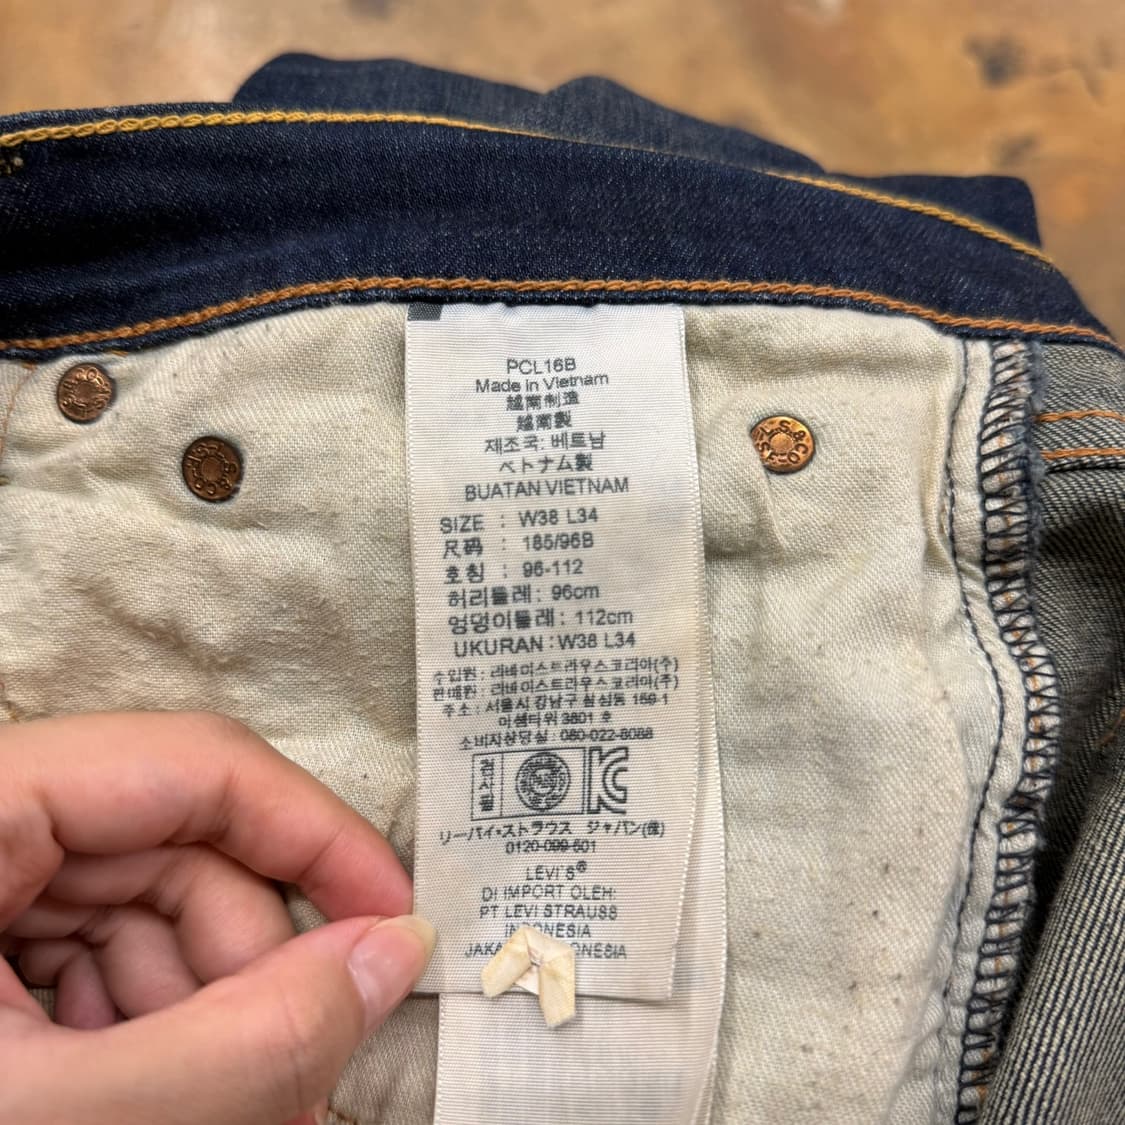 PCL16B
Made in Vietnam
越南制造
越南製
제조국: 베트남
ベトナム製
BUATAN VIETNAM
SIZE : W38 L34
尺码 : 185/96B
호칭 : 96-112
허리둘레: 96cm
엉덩이둘레: 112cm
UKURAN : W38 L34
수입원: 리바이스트라우스코리아(주)
판매원: 리바이스트라우스코리아(주)
주소: 서울시 강남구 삼성동 159-1
3801 호
소비자상담실: 080-022-8088
검사필
リーバイ・ストラウス ジャパン(株)
0120-099-501
LEVI'S®
DI IMPORT OLEH:
PT LEVI STRAUSS
INDONESIA